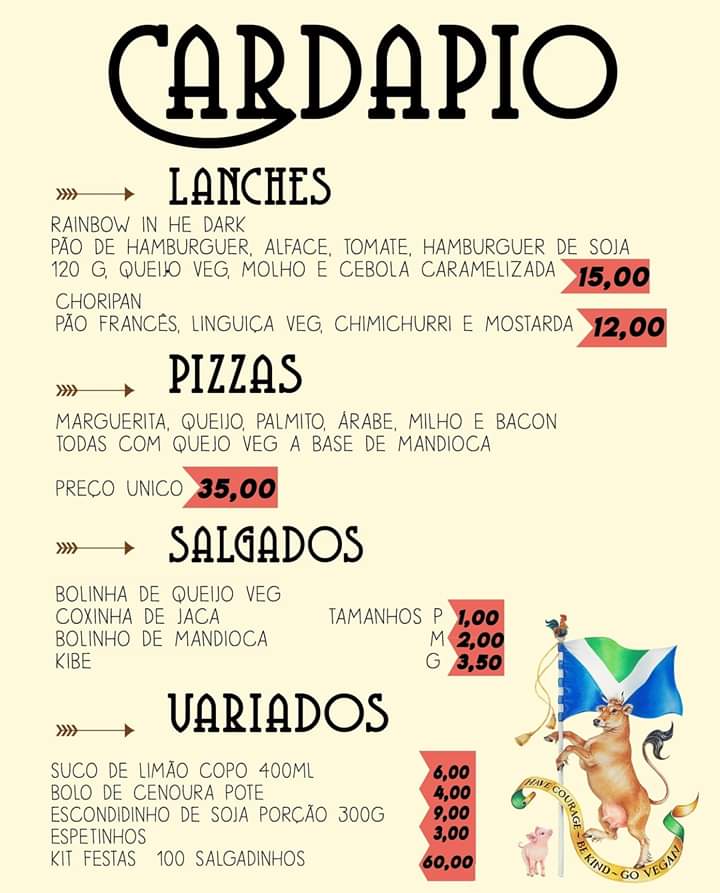 CARDAPIO
LANCHES
RAINBOW IN HE DARK
PÃO DE HAMBURGUER, ALFACE, TOMATE, HAMBURGUER DE SOJA
120 G, QUEIJO VEG, MOLHO E CEBOLA CARAMELIZADA 15,00
CHORIPAN
PÃO FRANCÊS, LINGUIÇA VEG, CHIMICHURRI E MOSTARDA 12,00
PIZZAS
MARGUERITA, QUEIJO, PALMITO, ÁRABE, MILHO E BACON
TODAS COM QUEJO VEG A BASE DE MANDIOCA
PREÇO UNICO 35,00
SALGADOS
BOLINHA DE QUEIJO VEG
COXINHA DE JACA TAMANHOS P 1,00
BOLINHO DE MANDIOCA M 2,00
KIBE G 3,50
VARIADOS
SUCO DE LIMÃO COPO 400ML 6,00
BOLO DE CENOURA POTE 4,00
ESCONDIDINHO DE SOJA PORÇÃO 300G 9,00
ESPETINHOS 3,00
KIT FESTAS 100 SALGADINHOS 60,00
HAVE COURAGE ~ BE KIND ~ GO VEGAN